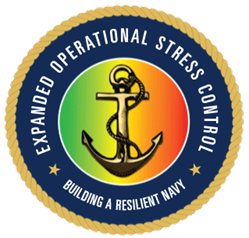 EXPANDED OPERATIONAL STRESS CONTROL
BUILDING A RESILIENT NAVY